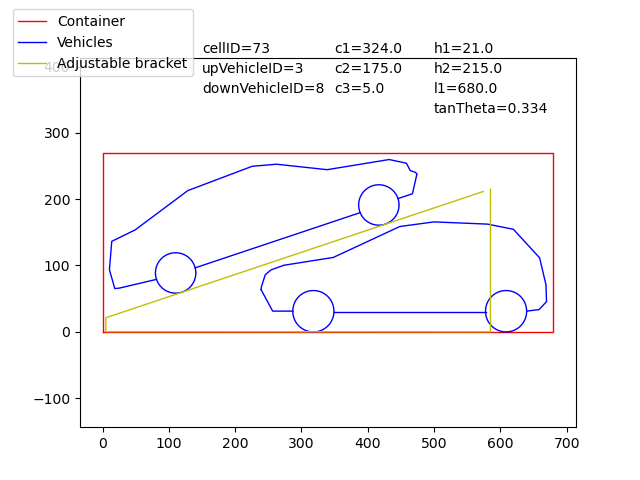 Container
Vehicles
Adjustable bracket
cellID=73 c1=324.0 h1=21.0
upVehicleID=3 c2=175.0 h2=215.0
downVehicleID=8 c3=5.0 l1=680.0
tanTheta=0.334
400
300
200
100
0
−100
0 100 200 300 400 500 600 700